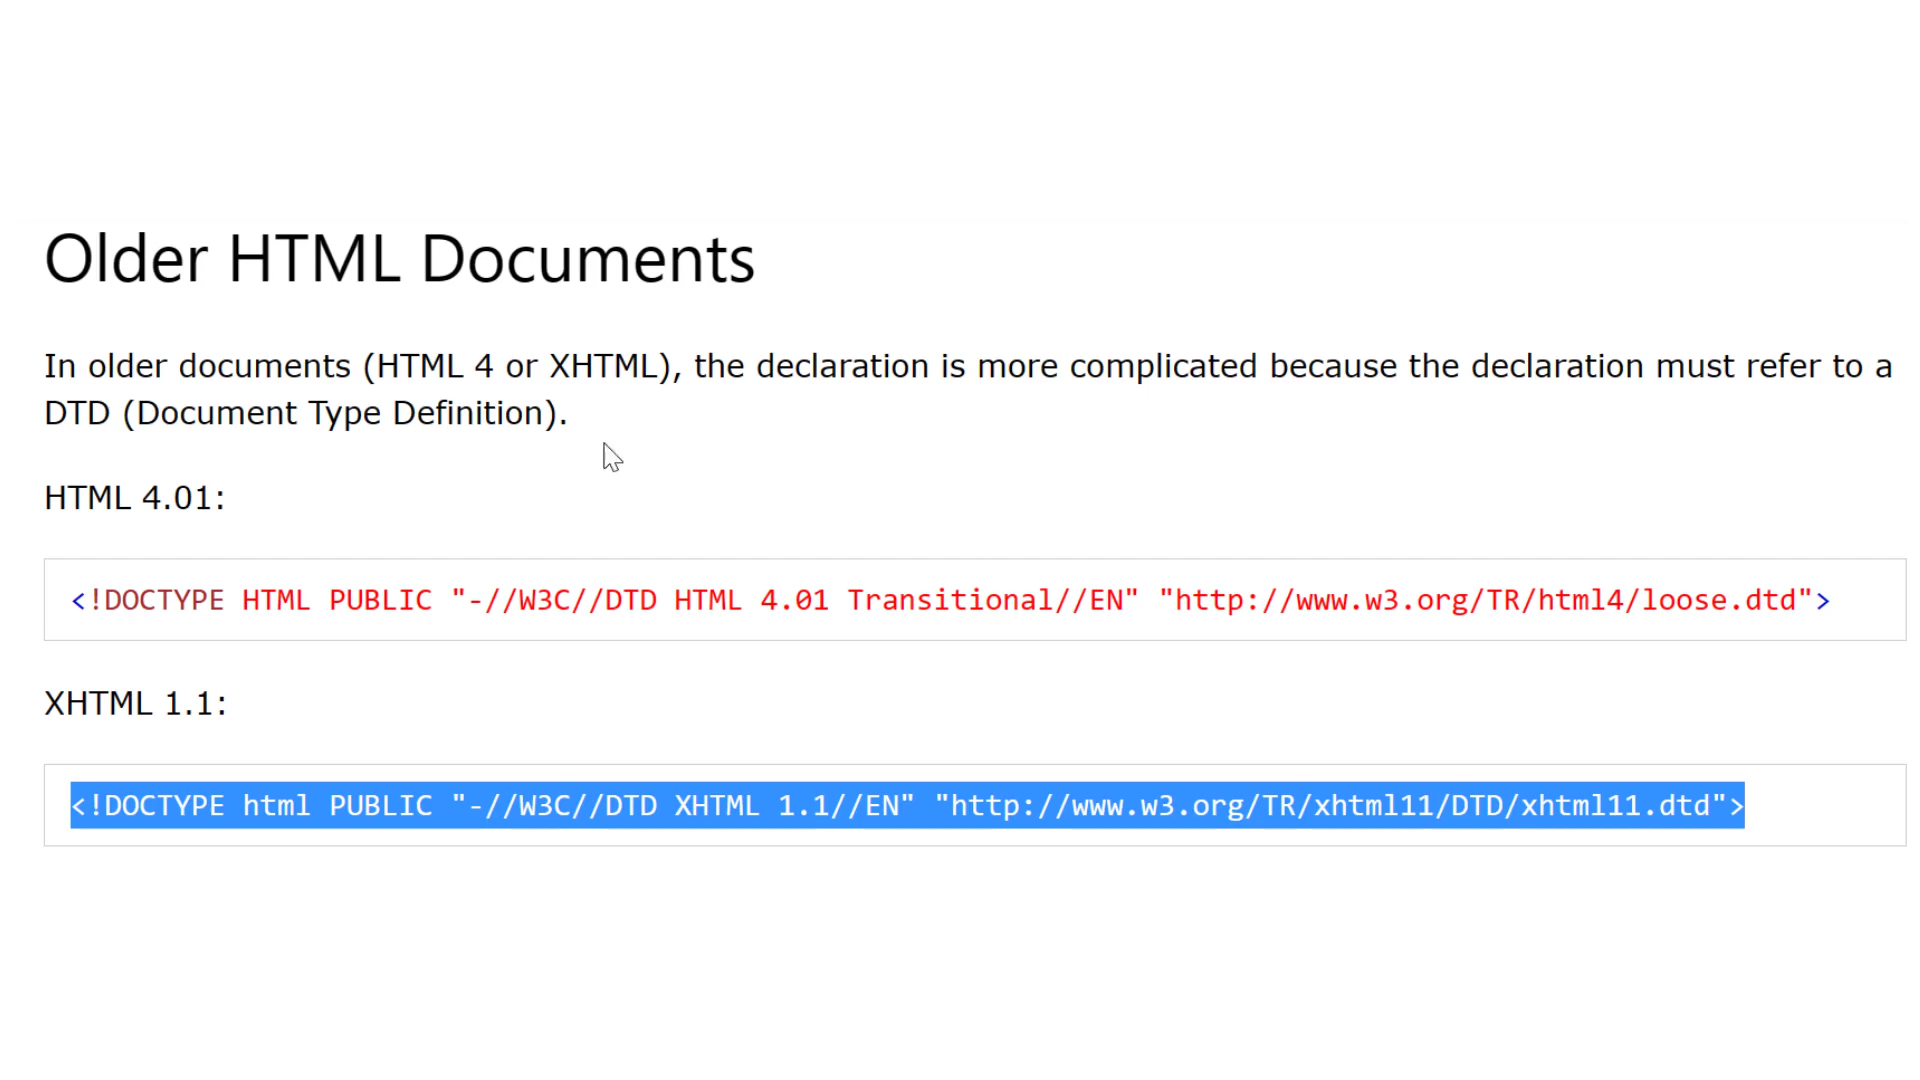 Older HTML Documents
In older documents (HTML 4 or XHTML), the declaration is more complicated because the declaration must refer to a
DTD (Document Type Definition).
HTML 4.01:
<!DOCTYPE HTML PUBLIC "-//W3C//DTD HTML 4.01 Transitional//EN" "http://www.w3.org/TR/html4/loose.dtd">
XHTML 1.1:
<!DOCTYPE html PUBLIC "-//W3C//DTD XHTML 1.1//EN" "http://www.w3.org/TR/xhtml11/DTD/xhtml11.dtd">